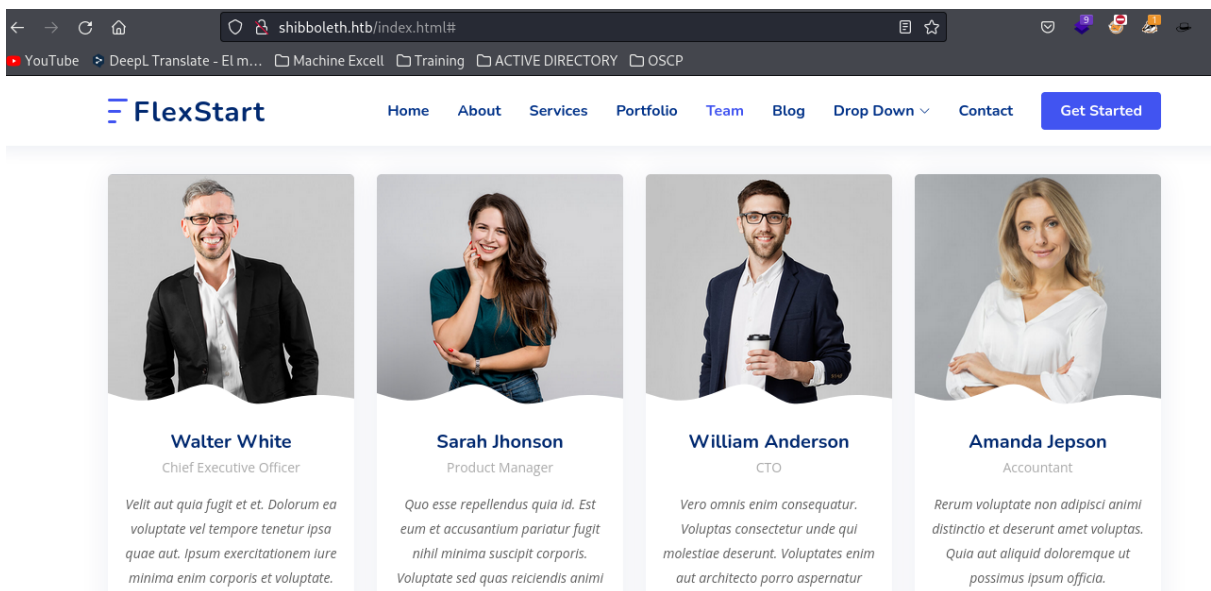 shibboleth.htb/index.html#
9
1
YouTube DeepL Translate - El m... Machine Excell Training ACTIVE DIRECTORY OSCP
FlexStart Home About Services Portfolio Team Blog Drop Down Contact Get Started
Walter White Sarah Jhonson William Anderson Amanda Jepson
Chief Executive Officer Product Manager CTO Accountant
Velit aut quia fugit et et. Dolorum ea
voluptate vel tempore tenetur ipsa
quae aut. Ipsum exercitationem iure
minima enim corporis et voluptate.
Quo esse repellendus quia id. Est
eum et accusantium pariatur fugit
nihil minima suscipit corporis.
Voluptate sed quas reiciendis animi
Vero omnis enim consequatur.
Voluptas consectetur unde qui
molestiae deserunt. Voluptates enim
aut architecto porro aspernatur
Rerum voluptate non adipisci animi
distinctio et deserunt amet voluptas.
Quia aut aliquid doloremque ut
possimus ipsum officia.